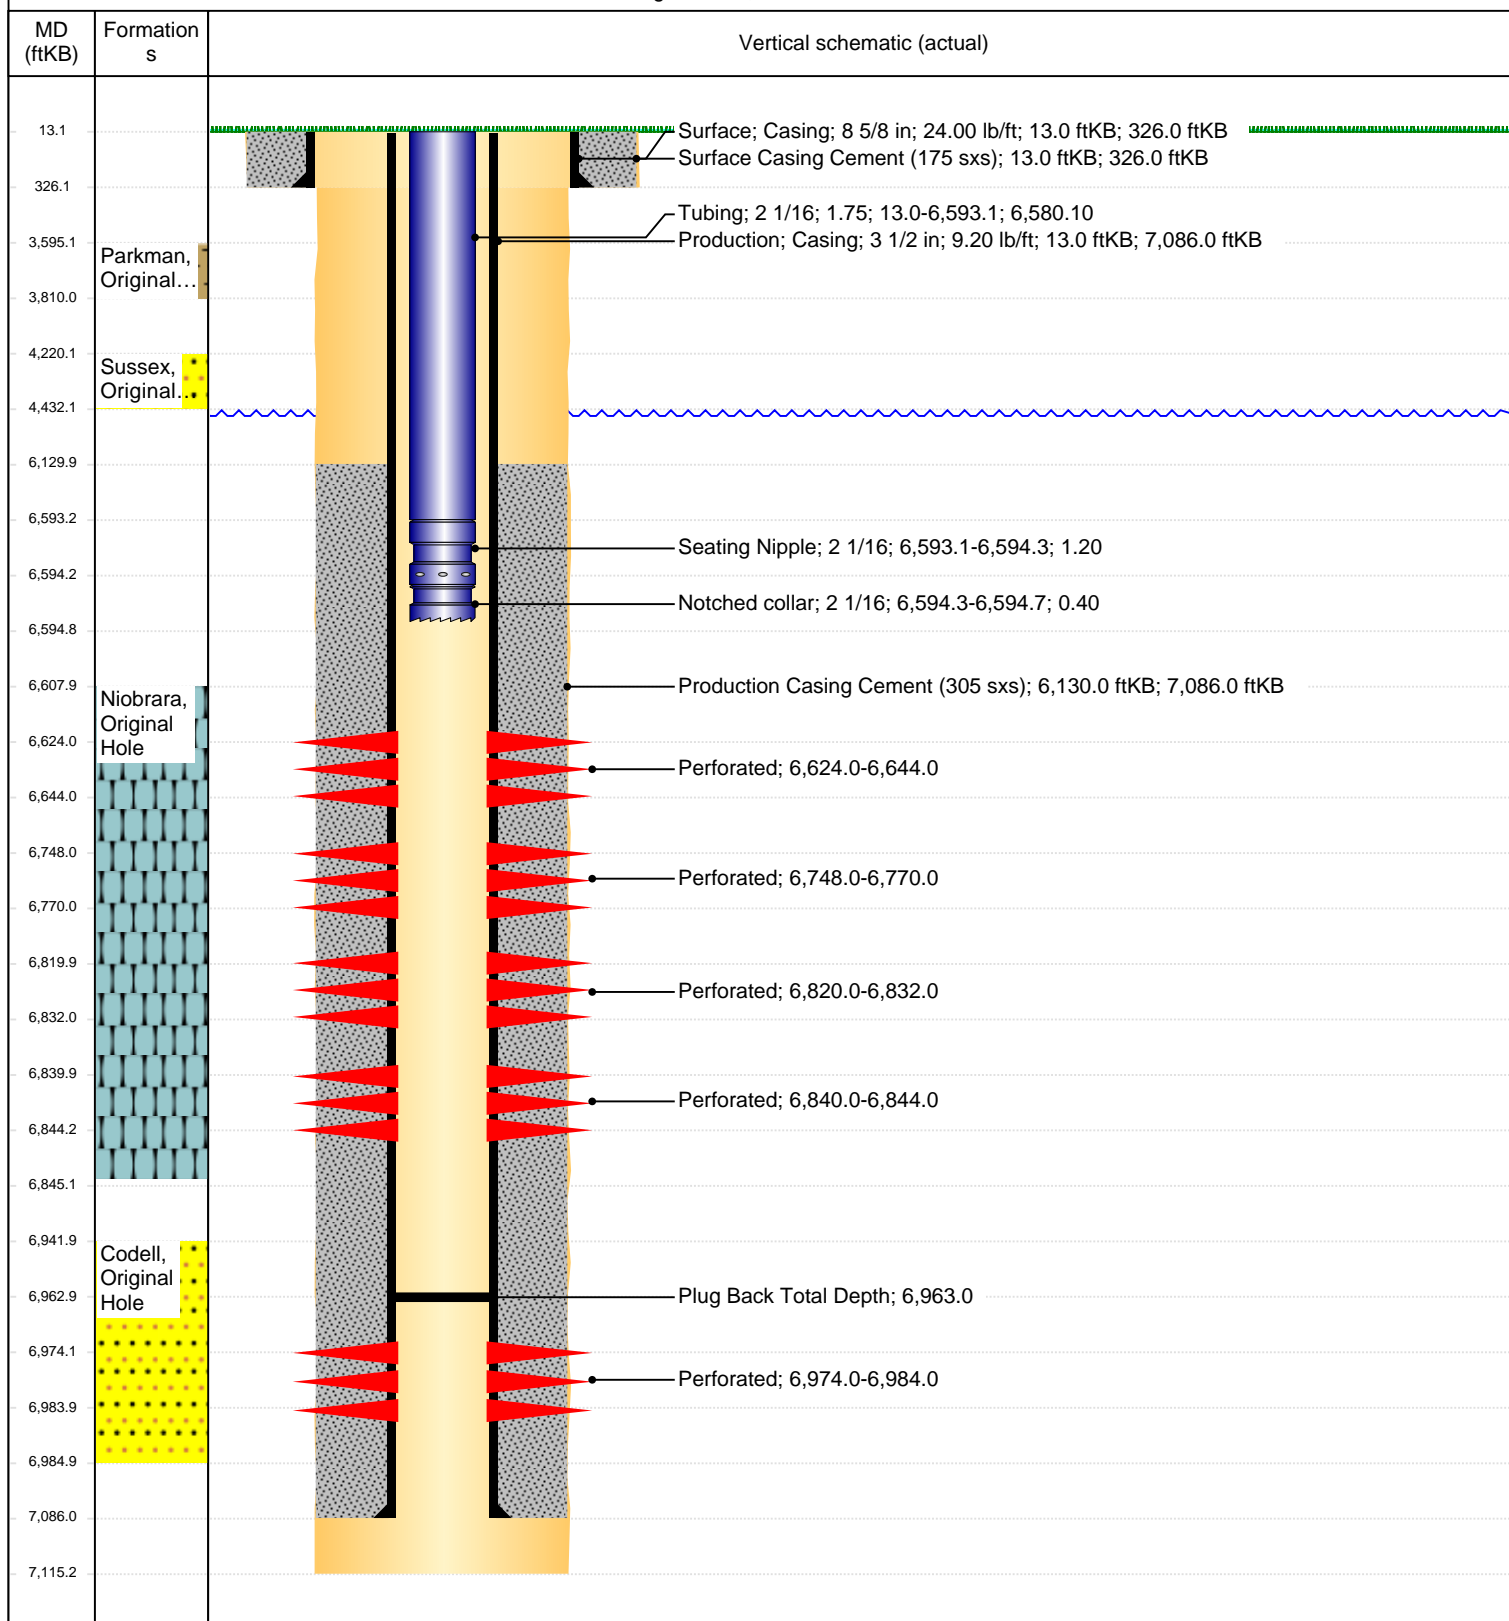 MD
(ftKB)
Formation
s
Vertical schematic (actual)
13.1
Surface; Casing; 8 5/8 in; 24.00 lb/ft; 13.0 ftKB; 326.0 ftKB
Surface Casing Cement (175 sxs); 13.0 ftKB; 326.0 ftKB
326.1
Tubing; 2 1/16; 1.75; 13.0-6,593.1; 6,580.10
Production; Casing; 3 1/2 in; 9.20 lb/ft; 13.0 ftKB; 7,086.0 ftKB
3,595.1
Parkman,
Original...
3,810.0
4,220.1
Sussex,
Original...
4,432.1
6,129.9
6,593.2
Seating Nipple; 2 1/16; 6,593.1-6,594.3; 1.20
6,594.2
Notched collar; 2 1/16; 6,594.3-6,594.7; 0.40
6,594.8
6,607.9
Production Casing Cement (305 sxs); 6,130.0 ftKB; 7,086.0 ftKB
Niobrara,
Original
Hole
6,624.0
Perforated; 6,624.0-6,644.0
6,644.0
6,748.0
Perforated; 6,748.0-6,770.0
6,770.0
6,819.9
Perforated; 6,820.0-6,832.0
6,832.0
6,839.9
Perforated; 6,840.0-6,844.0
6,844.2
6,845.1
6,941.9
Codell,
Original
Hole
6,962.9
Plug Back Total Depth; 6,963.0
6,974.1
Perforated; 6,974.0-6,984.0
6,983.9
6,984.9
7,086.0
7,115.2